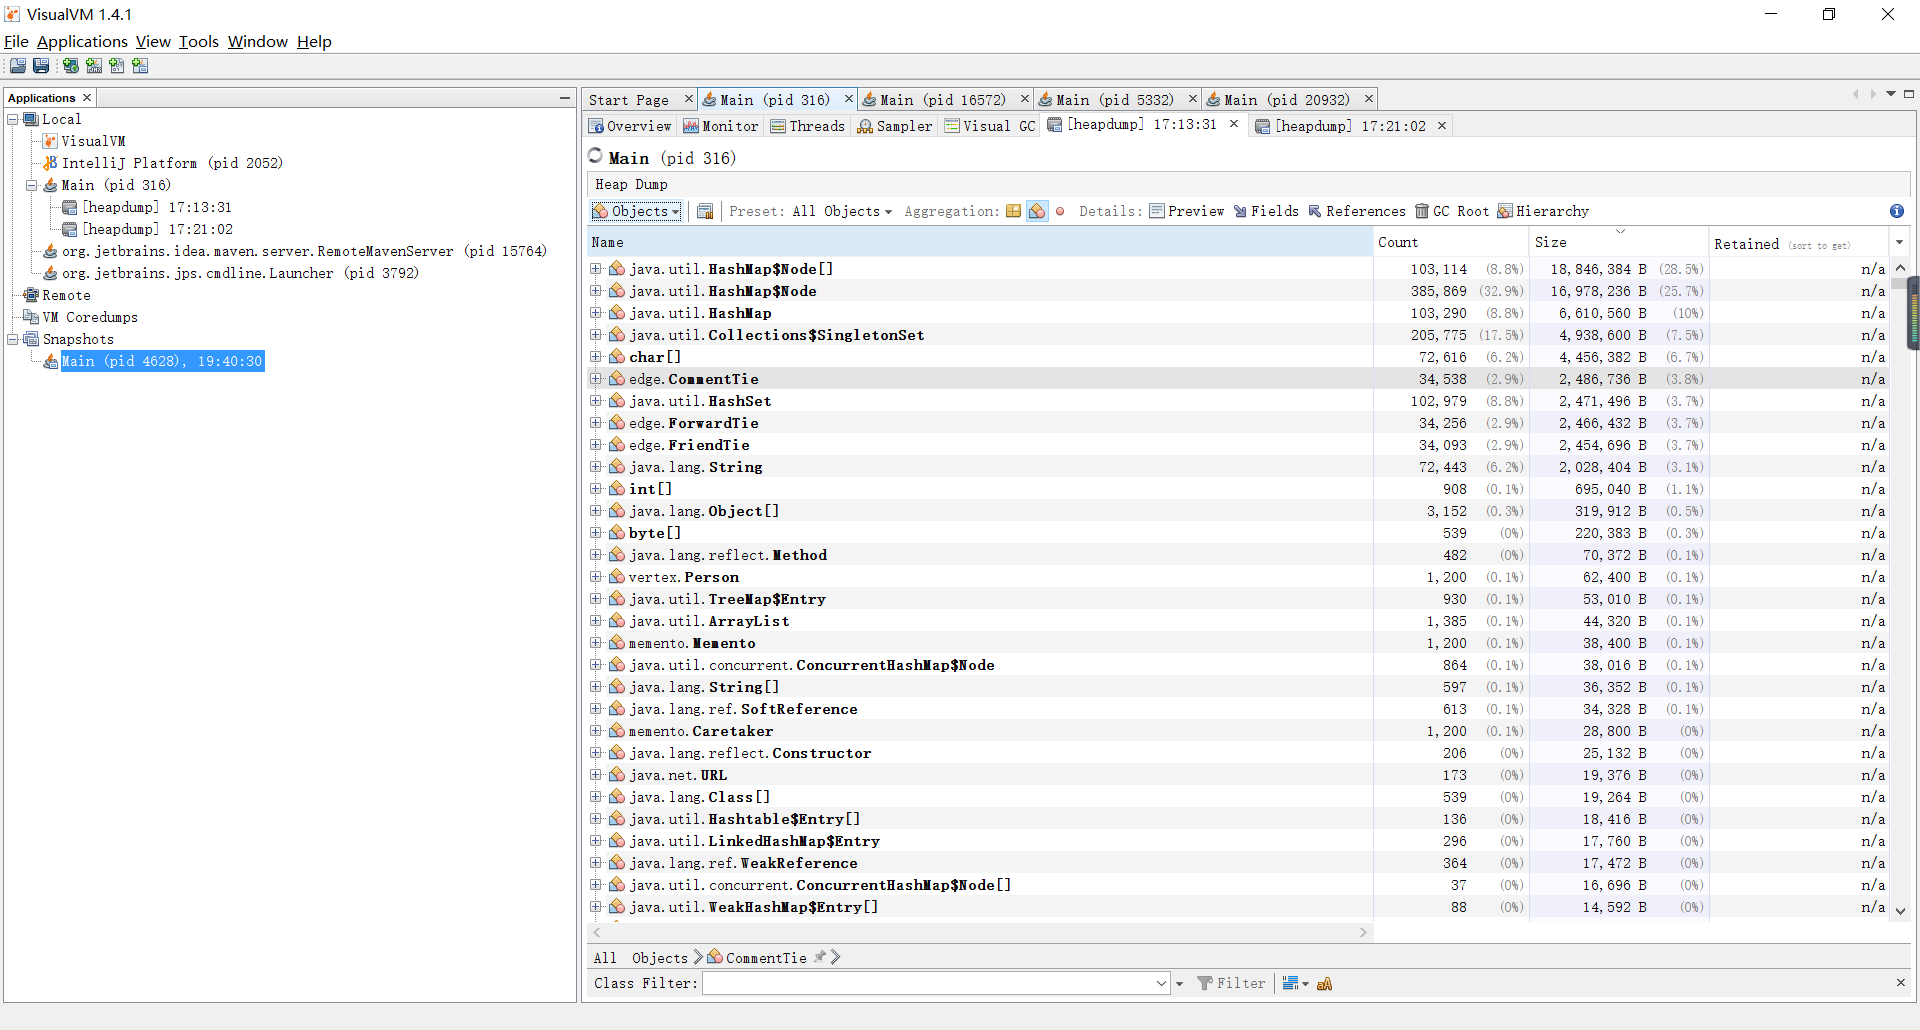 VisualVM 1.4.1
File Applications View Tools Window Help
Applications
Local
VisualVM
IntelliJ Platform (pid 2052)
Main (pid 316)
[heapdump] 17:13:31
[heapdump] 17:21:02
org.jetbrains.idea.maven.server.RemoteMavenServer (pid 15764)
org.jetbrains.jps.cmdline.Launcher (pid 3792)
Remote
VM Coredumps
Snapshots
Main (pid 4628), 19:40:30
Start Page Main (pid 316) Main (pid 16572) Main (pid 5332) Main (pid 20932)
Overview Monitor Threads Sampler Visual GC [heapdump] 17:13:31 [heapdump] 17:21:02
Main (pid 316)
Heap Dump
Objects Preset: All Objects Aggregation: Details: Preview Fields References GC Root Hierarchy
Name Count Size Retained (sort to get)
java.util.HashMap$Node[] 103,114 (8.8%) 18,846,384 B (28.5%) n/a
java.util.HashMap$Node 385,869 (32.9%) 16,978,236 B (25.7%) n/a
java.util.HashMap 103,290 (8.8%) 6,610,560 B (10%) n/a
java.util.Collections$SingletonSet 205,775 (17.5%) 4,938,600 B (7.5%) n/a
char[] 72,616 (6.2%) 4,456,382 B (6.7%) n/a
edge.CommentTie 34,538 (2.9%) 2,486,736 B (3.8%) n/a
java.util.HashSet 102,979 (8.8%) 2,471,496 B (3.7%) n/a
edge.ForwardTie 34,256 (2.9%) 2,466,432 B (3.7%) n/a
edge.FriendTie 34,093 (2.9%) 2,454,696 B (3.7%) n/a
java.lang.String 72,443 (6.2%) 2,028,404 B (3.1%) n/a
int[] 908 (0.1%) 695,040 B (1.1%) n/a
java.lang.Object[] 3,152 (0.3%) 319,912 B (0.5%) n/a
byte[] 539 (0%) 220,383 B (0.3%) n/a
java.lang.reflect.Method 482 (0%) 70,372 B (0.1%) n/a
vertex.Person 1,200 (0.1%) 62,400 B (0.1%) n/a
java.util.TreeMap$Entry 930 (0.1%) 53,010 B (0.1%) n/a
java.util.ArrayList 1,385 (0.1%) 44,320 B (0.1%) n/a
memento.Memento 1,200 (0.1%) 38,400 B (0.1%) n/a
java.util.concurrent.ConcurrentHashMap$Node 864 (0.1%) 38,016 B (0.1%) n/a
java.lang.String[] 597 (0.1%) 36,352 B (0.1%) n/a
java.lang.ref.SoftReference 613 (0.1%) 34,328 B (0.1%) n/a
memento.Caretaker 1,200 (0.1%) 28,800 B (0%) n/a
java.lang.reflect.Constructor 206 (0%) 25,132 B (0%) n/a
java.net.URL 173 (0%) 19,376 B (0%) n/a
java.lang.Class[] 539 (0%) 19,264 B (0%) n/a
java.util.Hashtable$Entry[] 136 (0%) 18,416 B (0%) n/a
java.util.LinkedHashMap$Entry 296 (0%) 17,760 B (0%) n/a
java.lang.ref.WeakReference 364 (0%) 17,472 B (0%) n/a
java.util.concurrent.ConcurrentHashMap$Node[] 37 (0%) 16,696 B (0%) n/a
java.util.WeakHashMap$Entry[] 88 (0%) 14,592 B (0%) n/a
All Objects CommentTie
Class Filter: Filter aA